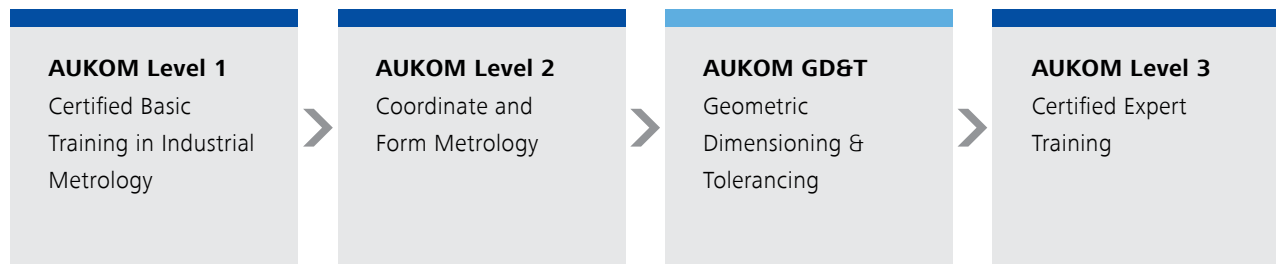 AUKOM Level 1
Certified Basic
Training in Industrial
Metrology
AUKOM Level 2
Coordinate and
Form Metrology
AUKOM GD&T
Geometric
Dimensioning &
Tolerancing
AUKOM Level 3
Certified Expert
Training